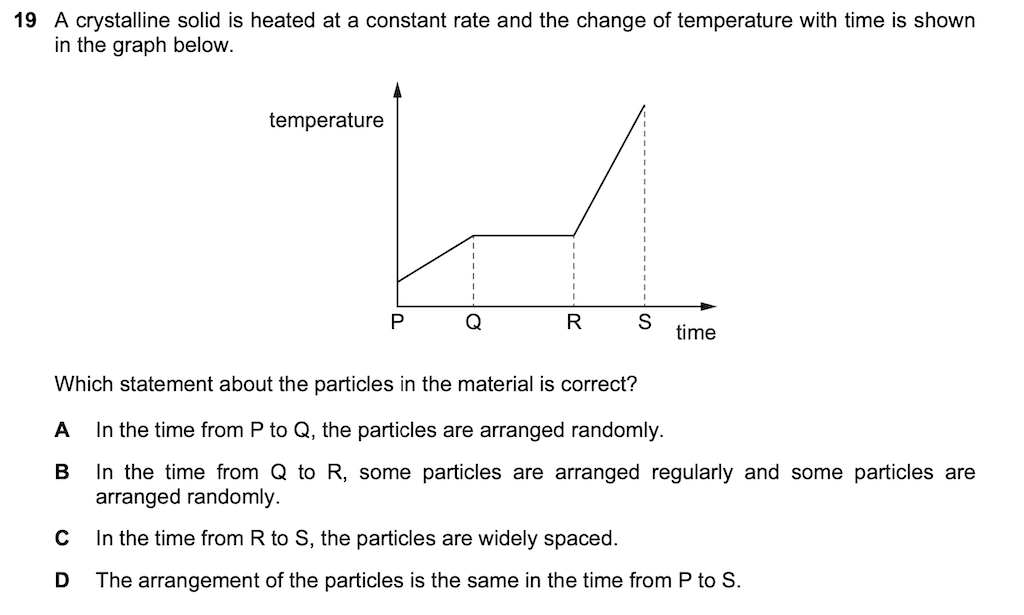 19 A crystalline solid is heated at a constant rate and the change of temperature with time is shown
in the graph below.
temperature
P Q R S time
Which statement about the particles in the material is correct?
A In the time from P to Q, the particles are arranged randomly.
B In the time from Q to R, some particles are arranged regularly and some particles are
arranged randomly.
C In the time from R to S, the particles are widely spaced.
D The arrangement of the particles is the same in the time from P to S.